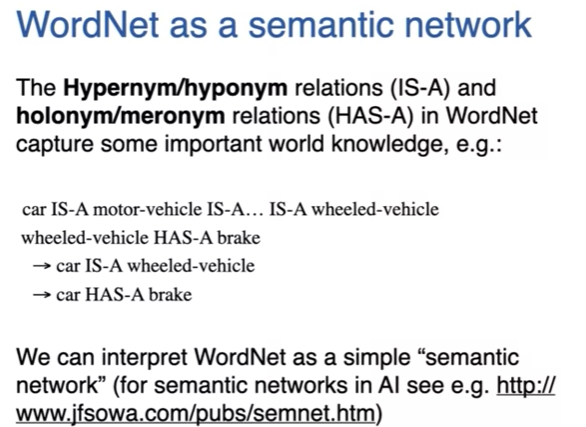 WordNet as a semantic network
The Hypernym/hyponym relations (IS-A) and
holonym/meronym relations (HAS-A) in WordNet
capture some important world knowledge, e.g.:
car IS-A motor-vehicle IS-A… IS-A wheeled-vehicle
wheeled-vehicle HAS-A brake
→ car IS-A wheeled-vehicle
→ car HAS-A brake
We can interpret WordNet as a simple “semantic
network” (for semantic networks in AI see e.g. http://
www.jfsowa.com/pubs/semnet.htm)